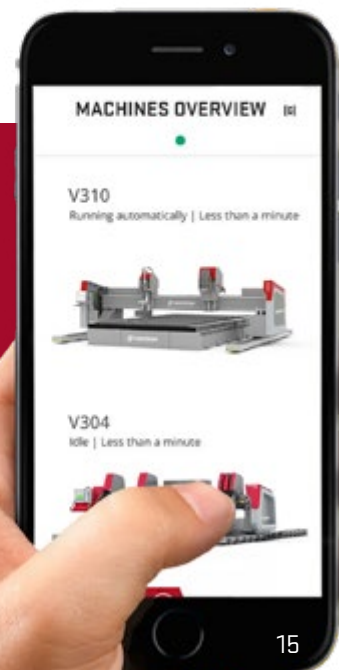 MACHINES OVERVIEW
V310
Running automatically | Less than a minute
V304
Idle | Less than a minute
15